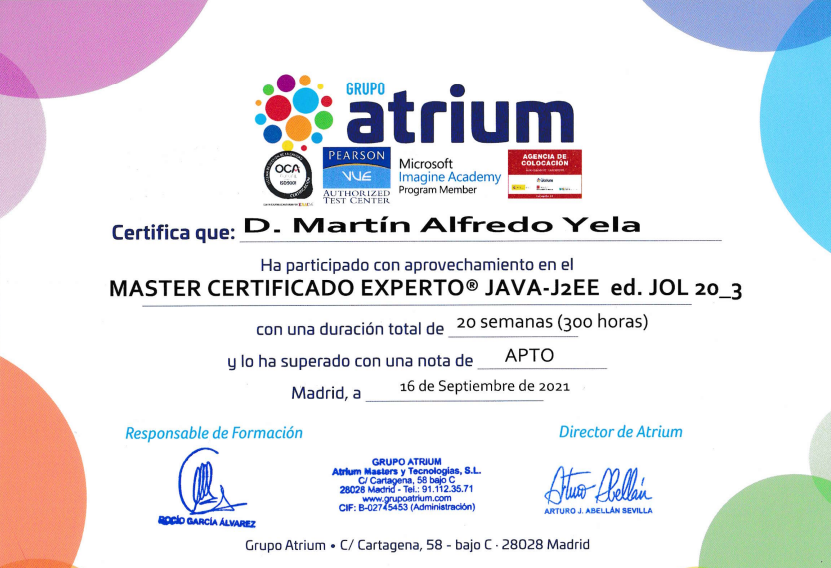 GRUPO
atrium
OCA
ISO9001
PEARSON
VUE
AUTHORIZED
TEST CENTER
Microsoft
Imagine Academy
Program Member
AGENCIA DE
COLOCACIÓN
Certifica que: D. Martín Alfredo Yela
Ha participado con aprovechamiento en el
MASTER CERTIFICADO EXPERTO® JAVA-J2EE ed. JOL 20_3
con una duración total de 20 semanas (300 horas)
y lo ha superado con una nota de APTO
Madrid, a 16 de Septiembre de 2021
Responsable de Formación
Director de Atrium
GRUPO ATRIUM
Atrium Masters y Tecnologías, S.L.
C/ Cartagena, 58 bajo C
28028 Madrid - Tel.: 91.112.35.71
www.grupoatrium.com
CIF: B-02745453 (Administración)
ROCÍO GARCÍA ÁLVAREZ
Arturo Abellán
ARTURO J. ABELLÁN SEVILLA
Grupo Atrium • C/ Cartagena, 58 - bajo C · 28028 Madrid